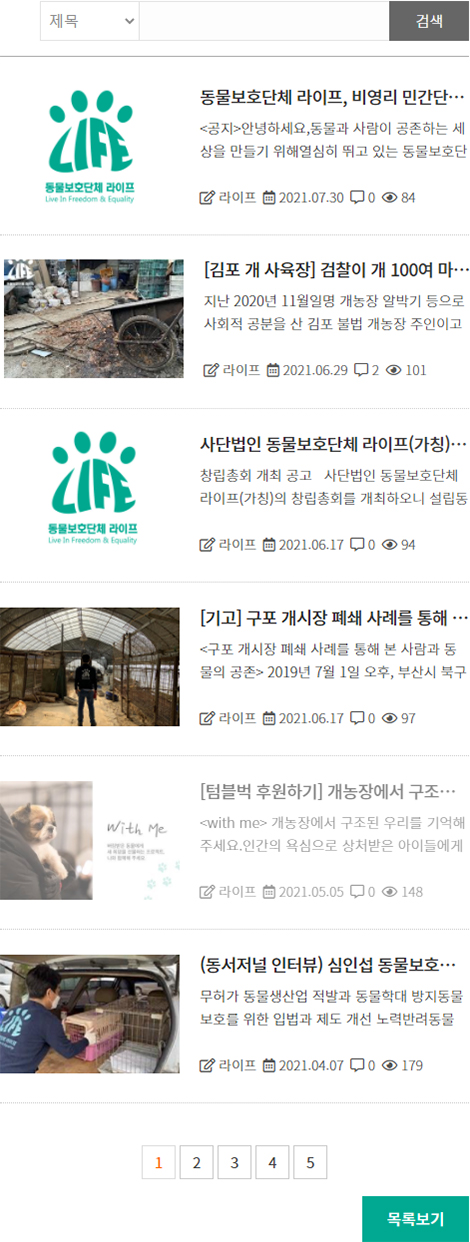 제목
검색
LIFE
동물보호단체 라이프
Live In Freedom & Equality
동물보호단체 라이프, 비영리 민간단…
<공지>안녕하세요,동물과 사람이 공존하는 세
상을 만들기 위해열심히 뛰고 있는 동물보호단
라이프 2021.07.30 0 84
[김포 개 사육장] 검찰이 개 100여 마…
지난 2020년 11월일명 개농장 알박기 등으로
사회적 공분을 산 김포 불법 개농장 주인이고
라이프 2021.06.29 2 101
LIFE
동물보호단체 라이프
Live In Freedom & Equality
사단법인 동물보호단체 라이프(가칭)…
창립총회 개최 공고 사단법인 동물보호단체
라이프(가칭)의 창립총회를 개최하오니 설립동
라이프 2021.06.17 0 94
[기고] 구포 개시장 폐쇄 사례를 통해 …
<구포 개시장 폐쇄 사례를 통해 본 사람과 동
물의 공존> 2019년 7월 1일 오후, 부산시 북구
라이프 2021.06.17 0 97
With Me
[텀블벅 후원하기] 개농장에서 구조…
<with me> 개농장에서 구조된 우리를 기억해
주세요.인간의 욕심으로 상처받은 아이들에게
라이프 2021.05.05 0 148
(동서저널 인터뷰) 심인섭 동물보호…
무허가 동물생산업 적발과 동물학대 방지동물
보호를 위한 입법과 제도 개선 노력반려동물
라이프 2021.04.07 0 179
1 2 3 4 5
목록보기